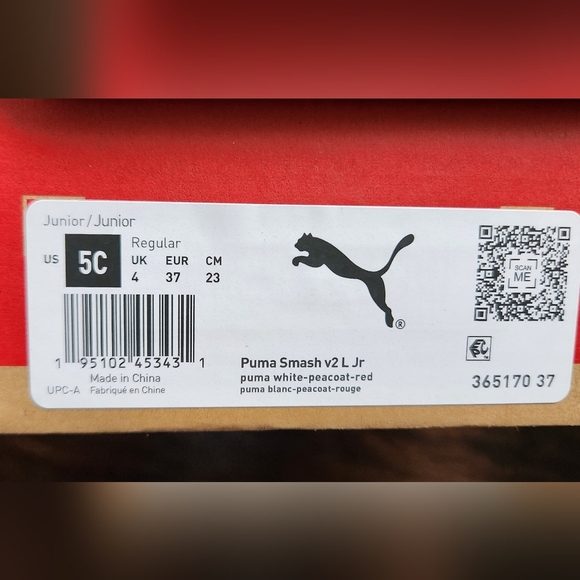 Junior/Junior
Regular
US 5C UK EUR CM
4 37 23
1 95102 45343 1
Made in China
UPC-A Fabriqué en Chine
®
Puma Smash v2 L Jr
puma white-peacoat-red
puma blanc-peacoat-rouge
SCAN
ME
365170 37